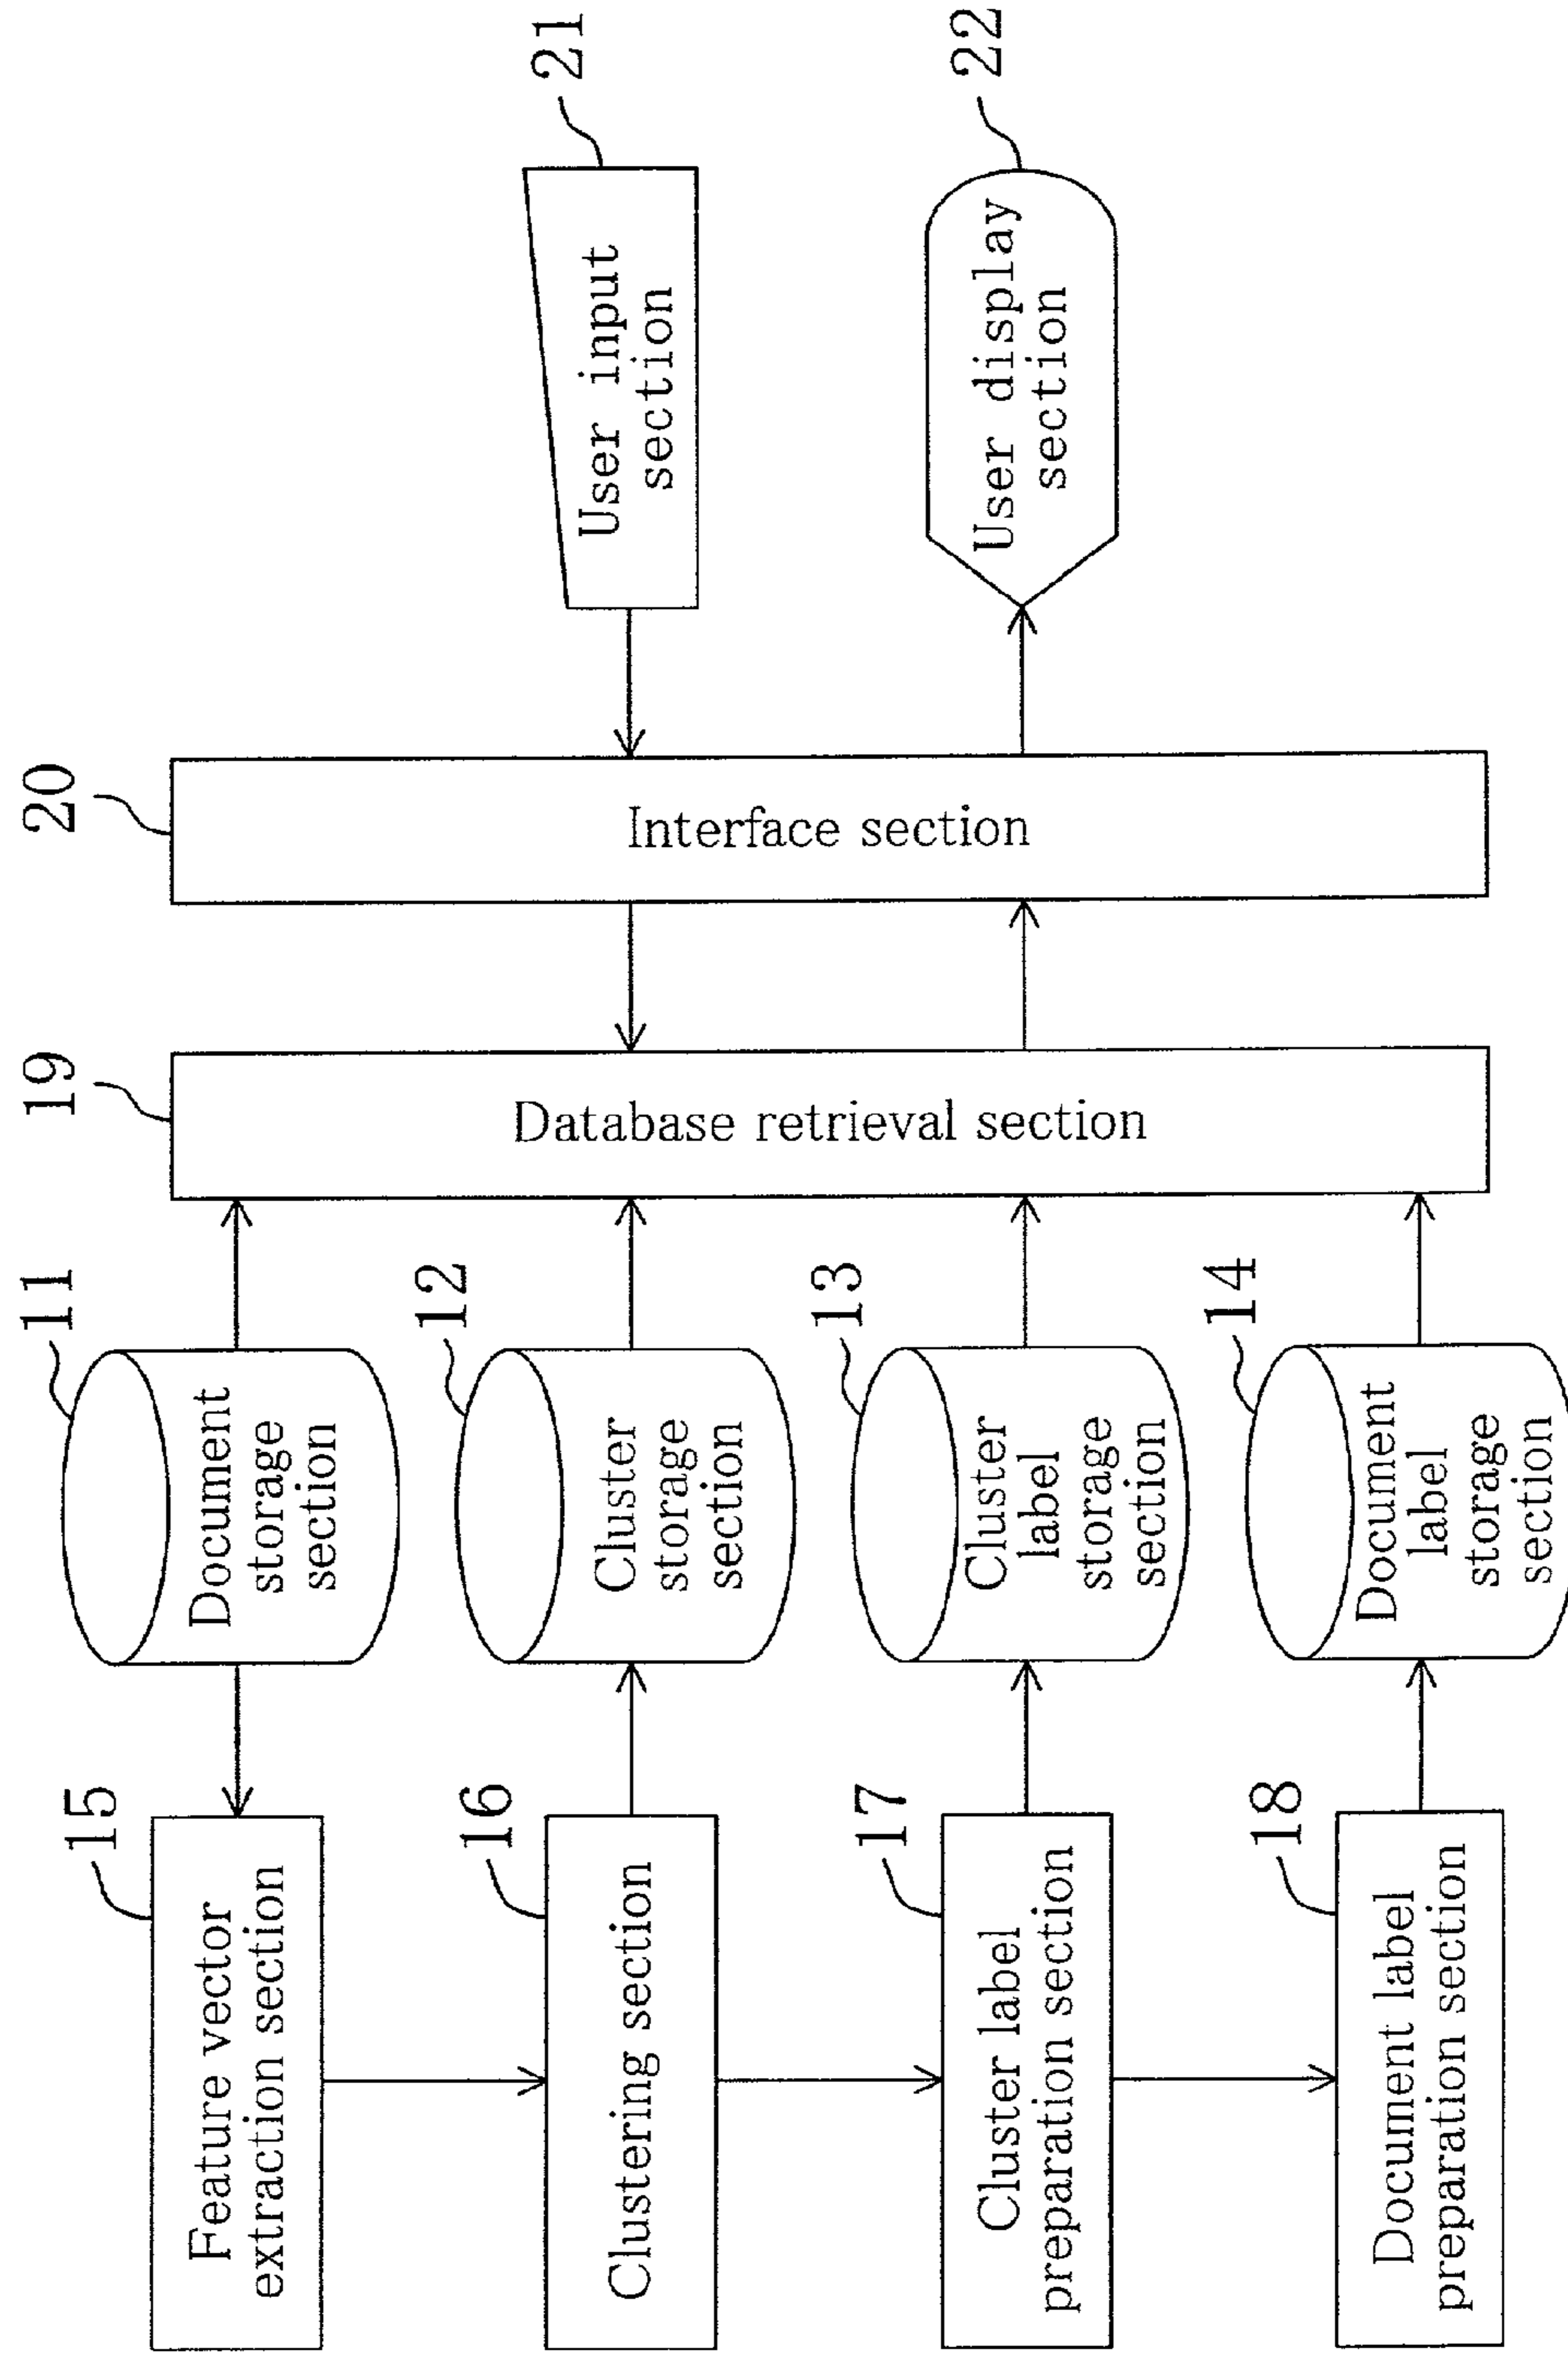 15
Feature vector
extraction section
11
Document
storage
section
19
Database retrieval section
20
Interface section
21
User input
section
16
Clustering section
12
Cluster
storage
section
22
User display
section
17
Cluster label
preparation section
13
Cluster
label
storage
section
18
Document label
preparation section
14
Document
label
storage
section